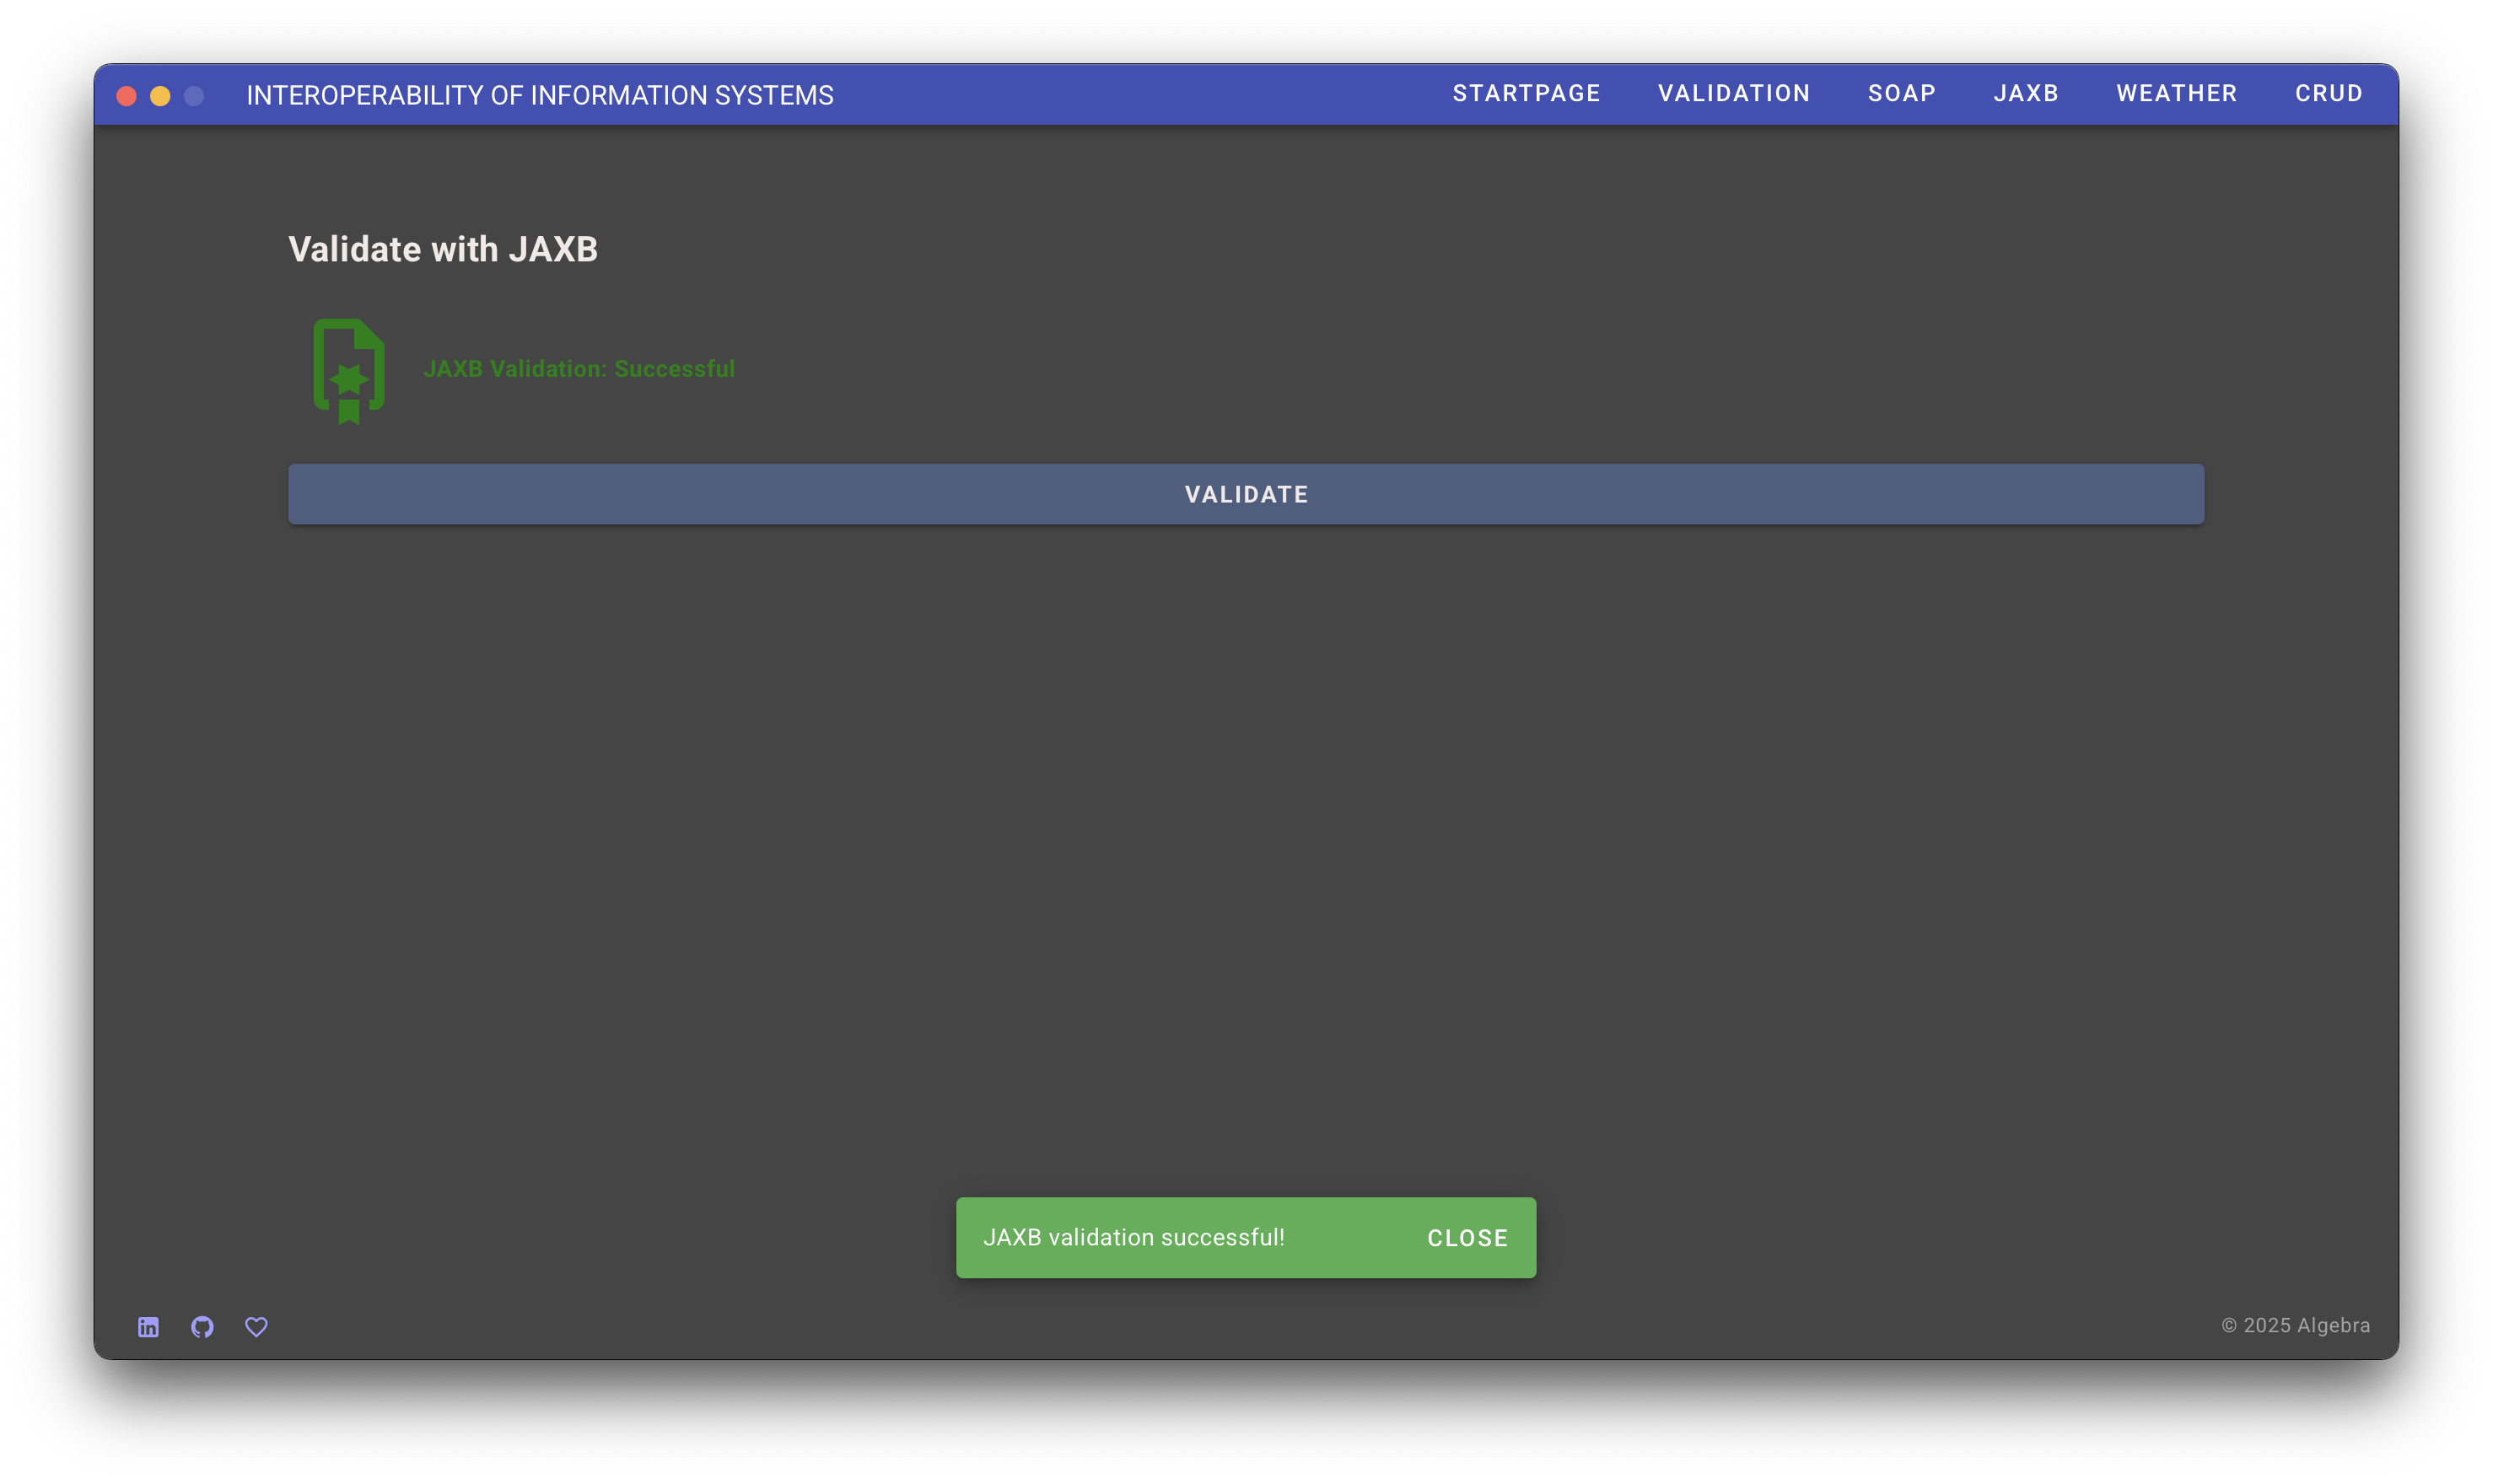 INTEROPERABILITY OF INFORMATION SYSTEMS STARTPAGE VALIDATION SOAP JAXB WEATHER CRUD
Validate with JAXB
JAXB Validation: Successful
VALIDATE
JAXB validation successful! CLOSE
© 2025 Algebra